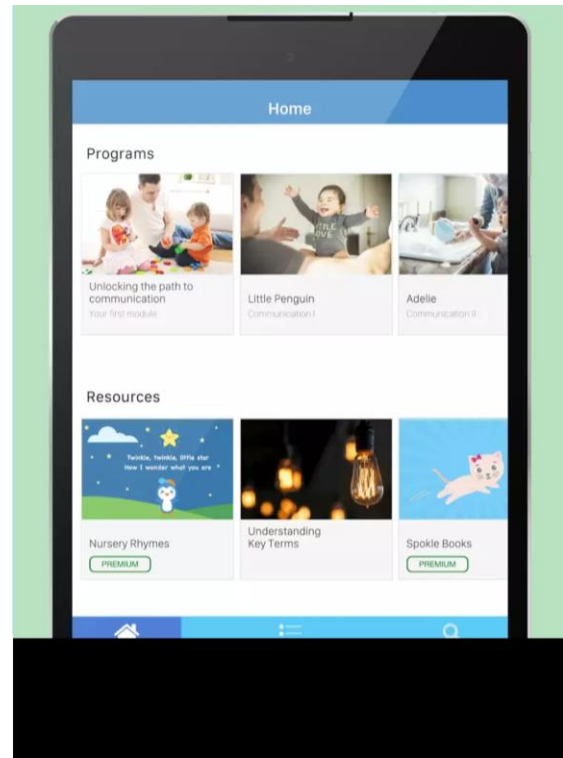 Home
Programs
Unlocking the path to
communication
Your first module
Little Penguin
Communication I
Adelie
Communication II
Resources
Twinkle, twinkle, little star
How I wonder what you are
Nursery Rhymes
PREMIUM
Understanding
Key Terms
Spokle Books
PREMIUM